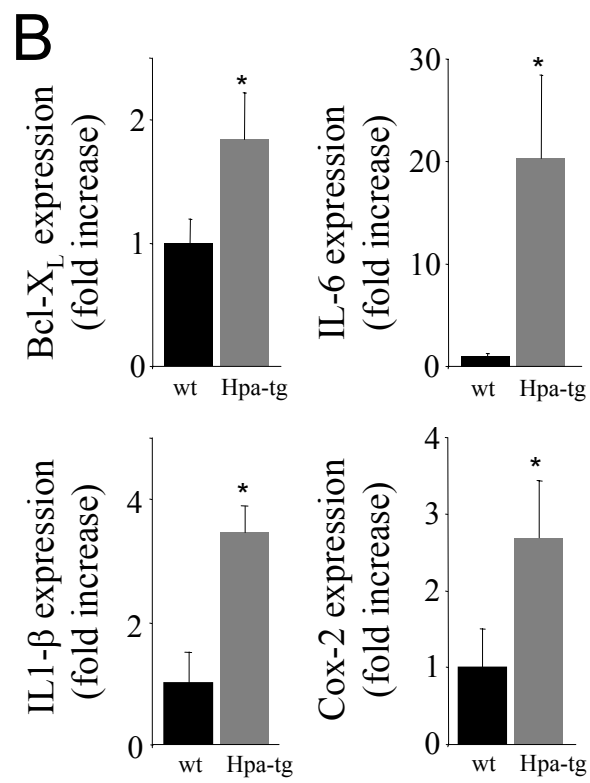 B
Bcl-X_L expression
(fold increase)
2
1
0
*
wt Hpa-tg
IL-6 expression
(fold increase)
30
20
10
0
*
wt Hpa-tg
IL1-β expression
(fold increase)
4
2
0
*
wt Hpa-tg
Cox-2 expression
(fold increase)
4
3
2
1
0
*
wt Hpa-tg